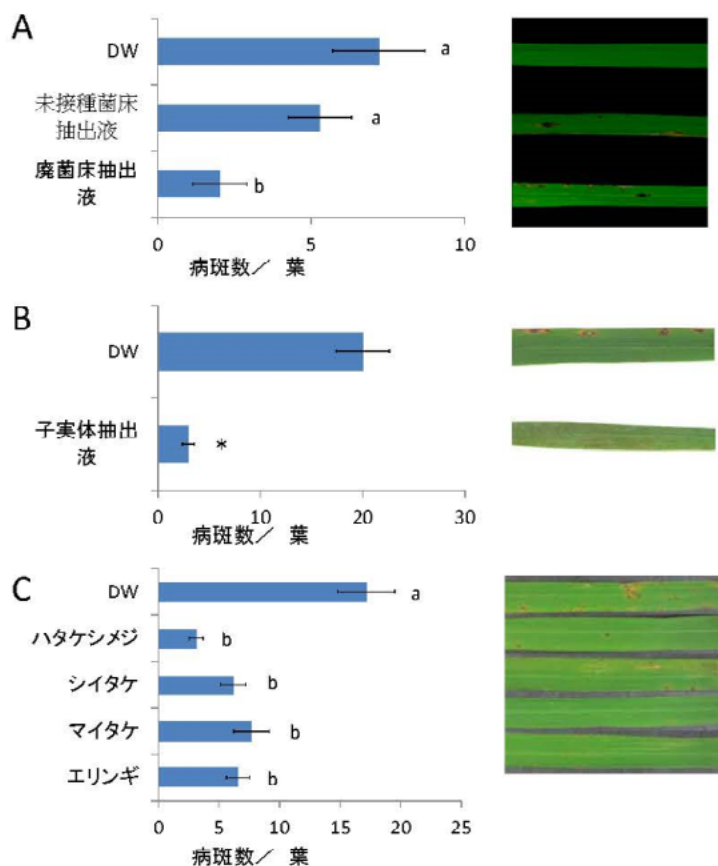 A
DW
a
未接種菌床
抽出液
a
廃菌床抽出
液
b
0
5
10
病斑数／ 葉
B
DW
子実体抽出
液
*
0
10
20
30
病斑数／ 葉
C
DW
a
ハタケシメジ
b
シイタケ
b
マイタケ
b
エリンギ
b
0
5
10
15
20
25
病斑数／ 葉